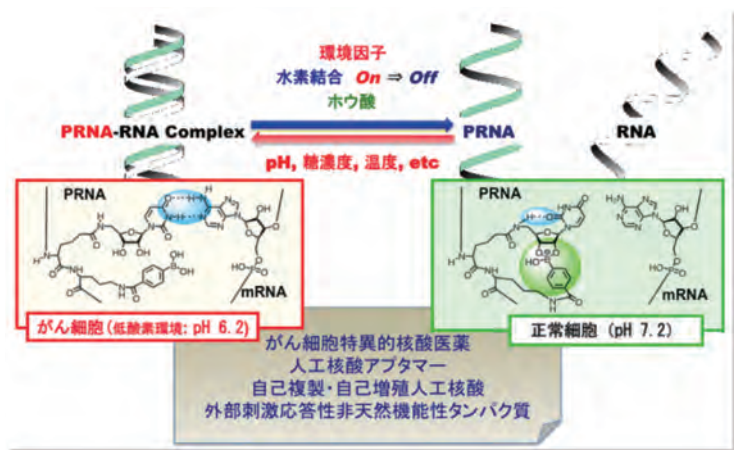 環境因子
水素結合 On ⇒ Off
ホウ酸
PRNA-RNA Complex
PRNA
RNA
pH, 糖濃度, 温度, etc
PRNA
mRNA
がん細胞(低酸素環境: pH 6.2)
PRNA
mRNA
正常細胞 (pH 7.2)
がん細胞特異的核酸医薬
人工核酸アプタマー
自己複製・自己増殖人工核酸
外部刺激応答性非天然機能性タンパク質